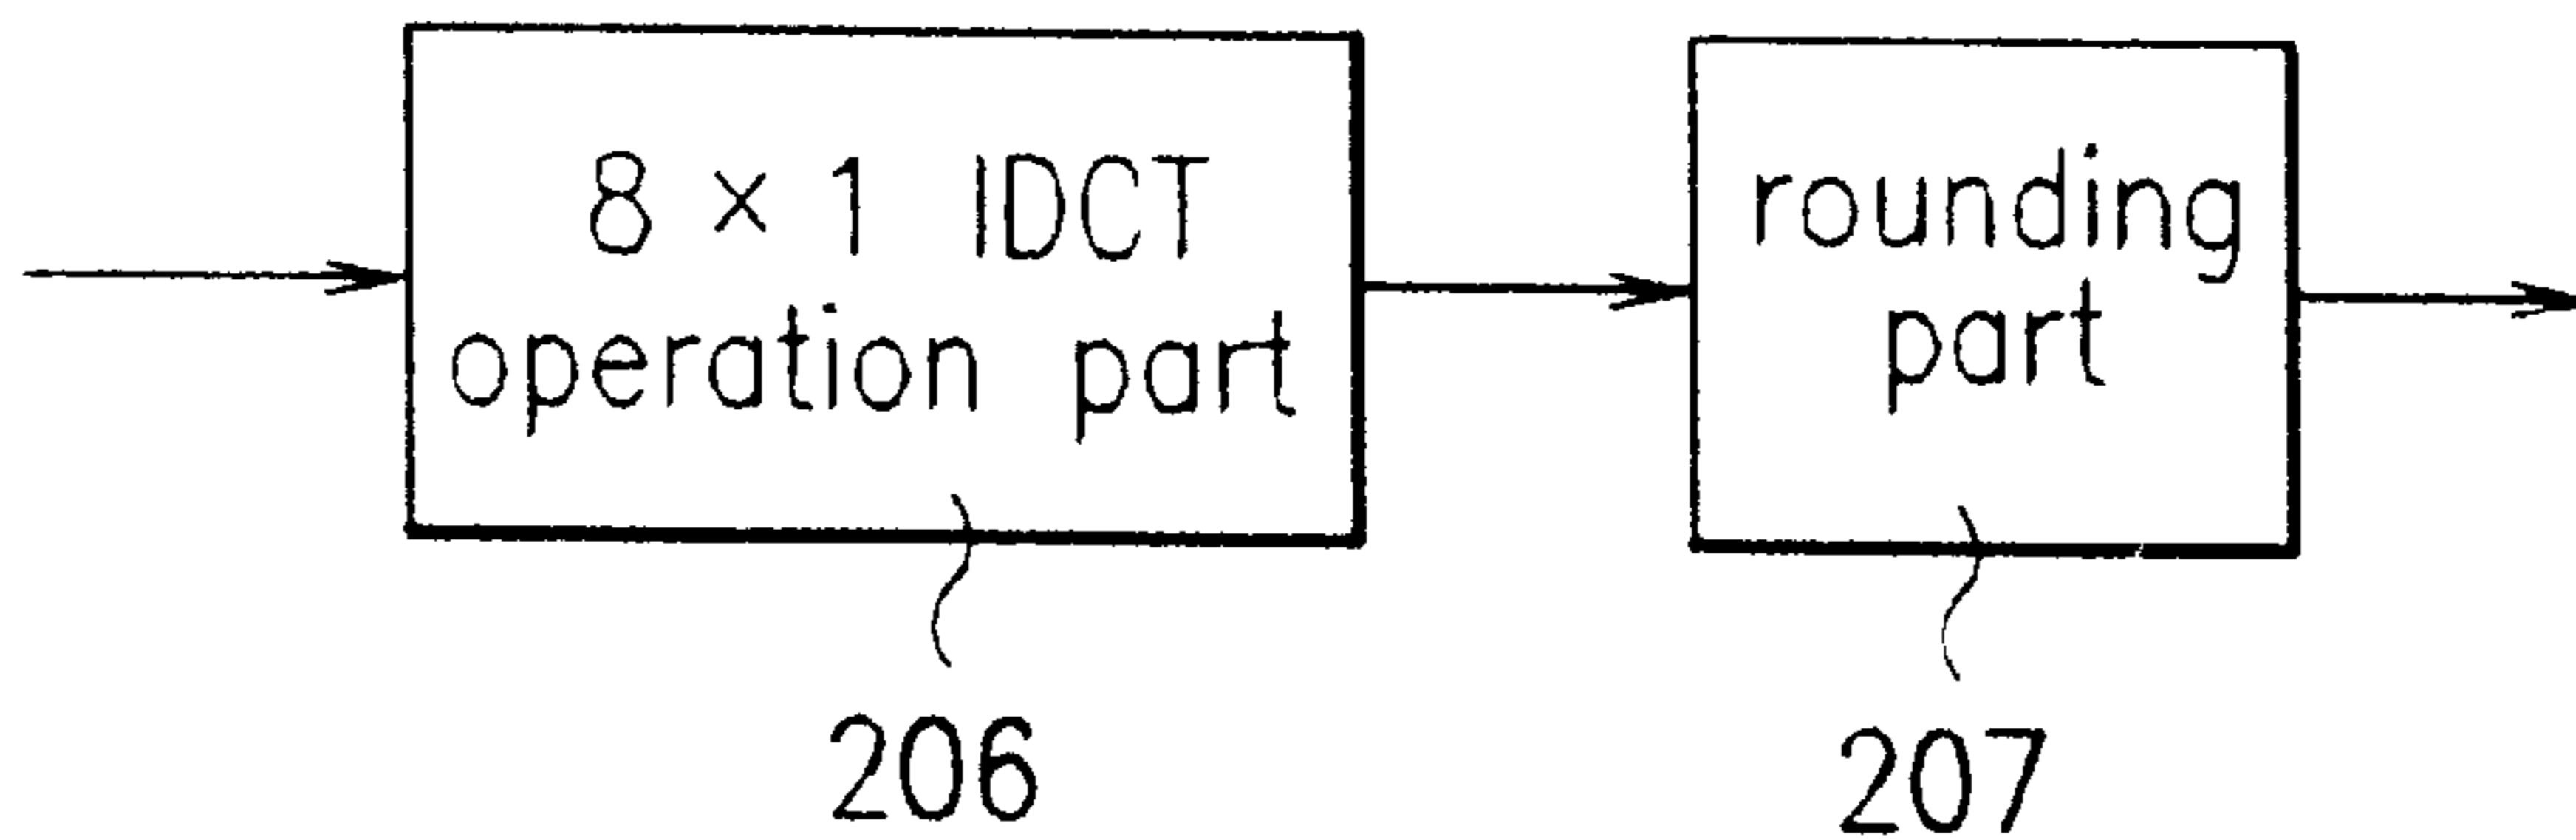 8 × 1 IDCT
operation part
rounding
part
206
207